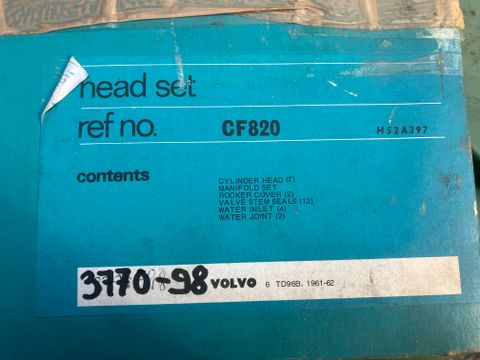 head set
ref no. CF820 HS2A397
contents
CYLINDER HEAD (2)
MANIFOLD SET
ROCKER COVER (2)
VALVE STEM SEALS (12)
WATER INLET (4)
WATER JOINT (2)
3770-98 VOLVO 6 TD96B. 1961-62